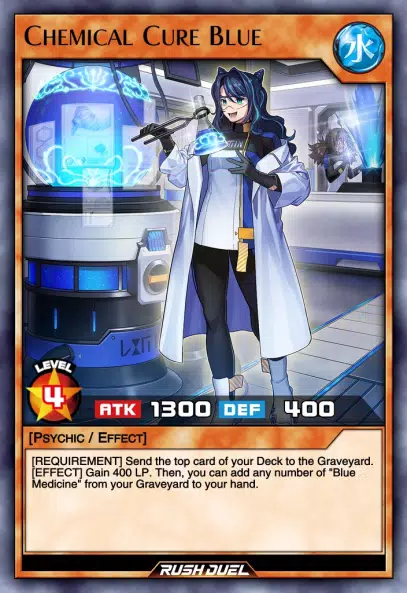 Chemical Cure Blue
水
LEVEL
4
ATK 1300 DEF 400
[Psychic / Effect]
[REQUIREMENT] Send the top card of your Deck to the Graveyard.
[EFFECT] Gain 400 LP. Then, you can add any number of "Blue
Medicine" from your Graveyard to your hand.
RUSH DUEL